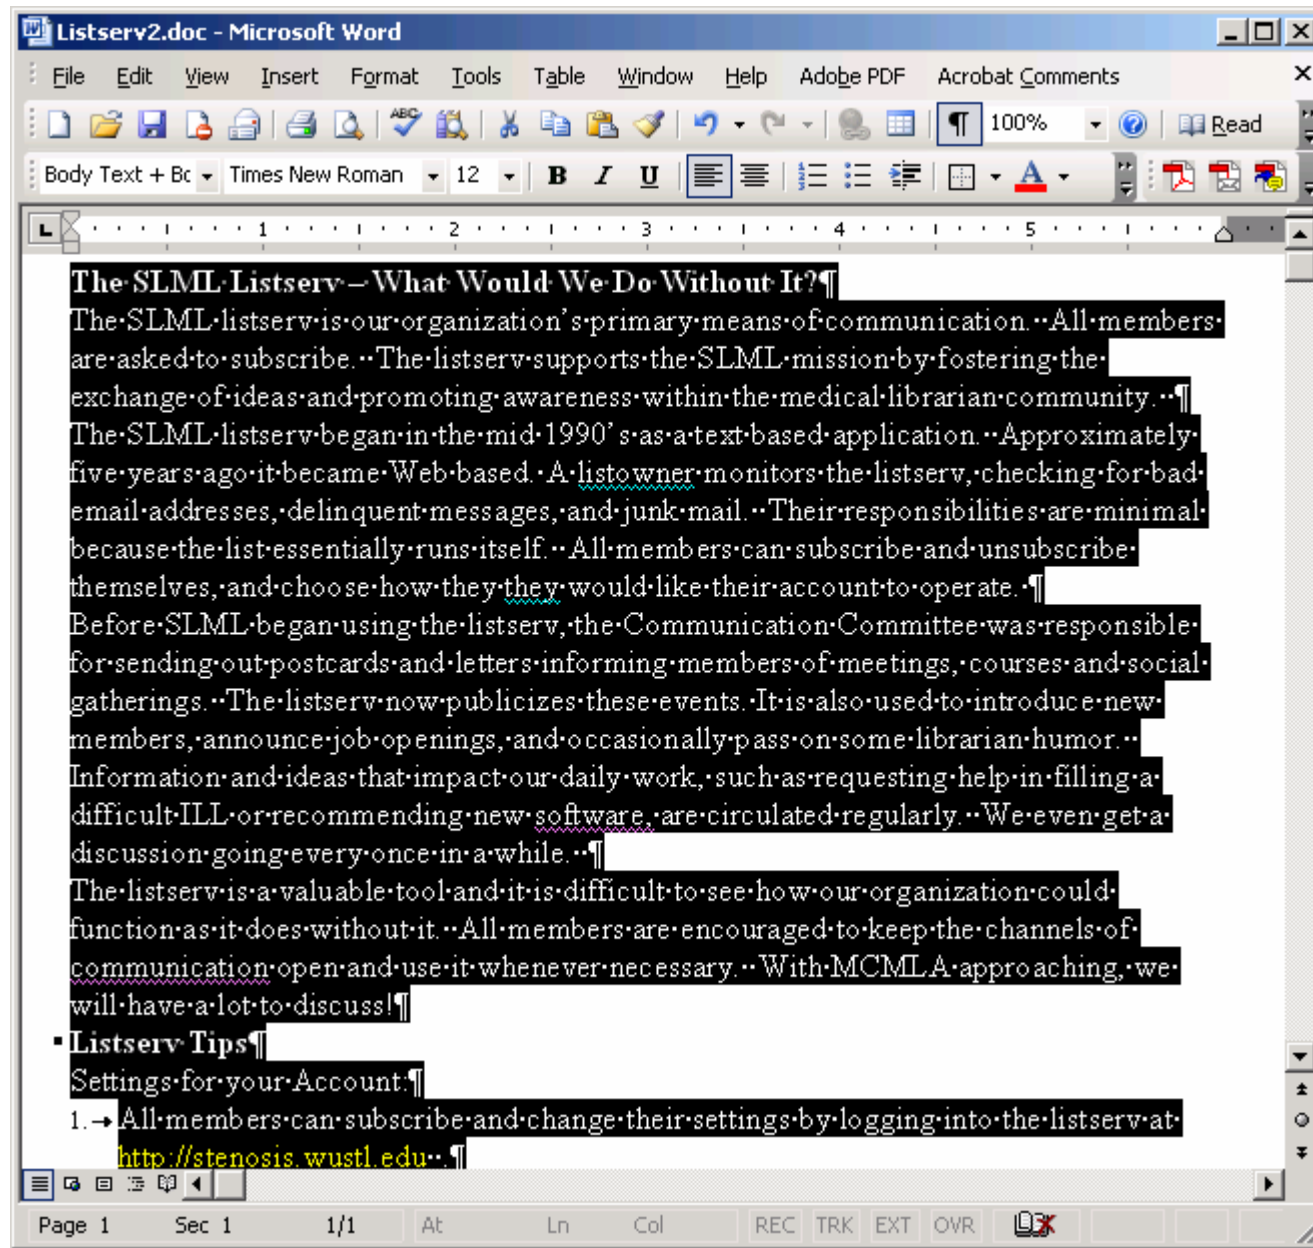 Listserv2.doc - Microsoft Word
File Edit View Insert Format Tools Table Window Help Adobe PDF Acrobat Comments
ABC ¶ 100% Read
Body Text + Bc Times New Roman 12 B I U A
L 1 2 3 4 5
The SLML Listserv – What Would We Do Without It?¶
The SLML listserv is our organization's primary means of communication. All members
are asked to subscribe. The listserv supports the SLML mission by fostering the
exchange of ideas and promoting awareness within the medical librarian community. ¶
The SLML listserv began in the mid 1990's as a text based application. Approximately
five years ago it became Web based. A listowner monitors the listserv, checking for bad
email addresses, delinquent messages, and junk mail. Their responsibilities are minimal
because the list essentially runs itself. All members can subscribe and unsubscribe
themselves, and choose how they they would like their account to operate. ¶
Before SLML began using the listserv, the Communication Committee was responsible
for sending out postcards and letters informing members of meetings, courses and social
gatherings. The listserv now publicizes these events. It is also used to introduce new
members, announce job openings, and occasionally pass on some librarian humor.
Information and ideas that impact our daily work, such as requesting help in filling a
difficult ILL or recommending new software, are circulated regularly. We even get a
discussion going every once in a while. ¶
The listserv is a valuable tool and it is difficult to see how our organization could
function as it does without it. All members are encouraged to keep the channels of
communication open and use it whenever necessary. With MCMLA approaching, we
will have a lot to discuss!¶
Listserv Tips¶
Settings for your Account:¶
1. → All members can subscribe and change their settings by logging into the listserv at
http://stenosis.wustl.edu .¶
Page 1 Sec 1 1/1 At Ln Col REC TRK EXT OVR